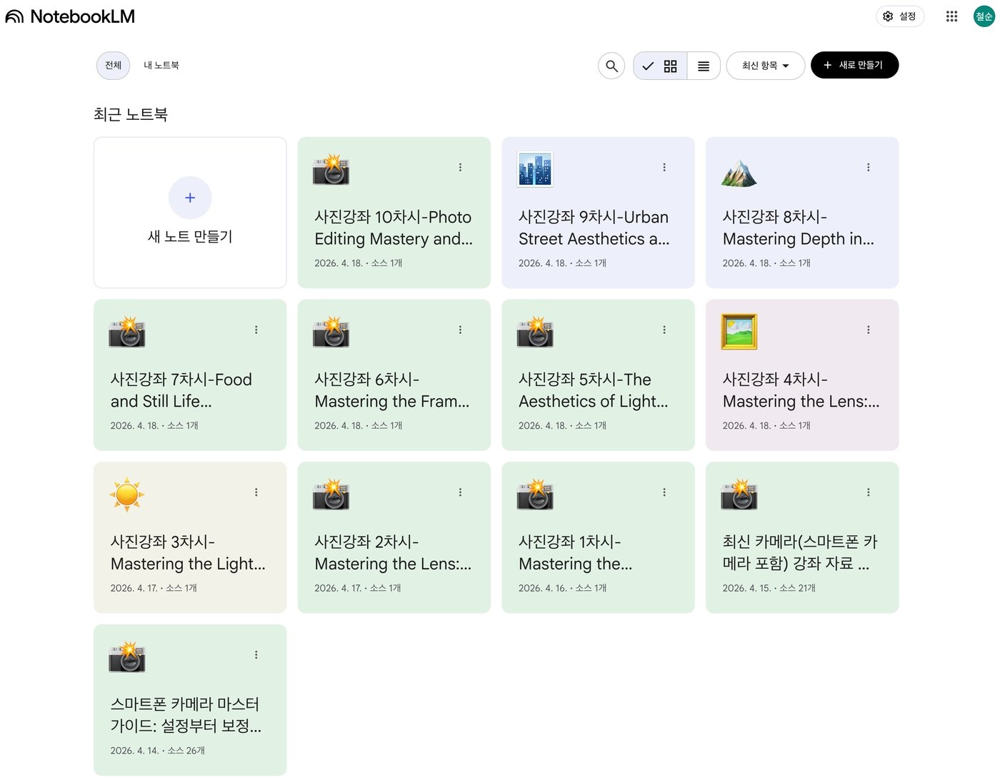 NotebookLM
설정
철순
전체
내 노트북
최신 항목
+ 새로 만들기
최근 노트북
새 노트 만들기
사진강좌 10차시-Photo
Editing Mastery and...
2026. 4. 18. · 소스 1개
사진강좌 9차시-Urban
Street Aesthetics a...
2026. 4. 18. · 소스 1개
사진강좌 8차시-
Mastering Depth in...
2026. 4. 18. · 소스 1개
사진강좌 7차시-Food
and Still Life...
2026. 4. 18. · 소스 1개
사진강좌 6차시-
Mastering the Fram...
2026. 4. 18. · 소스 1개
사진강좌 5차시-The
Aesthetics of Light...
2026. 4. 18. · 소스 1개
사진강좌 4차시-
Mastering the Lens:...
2026. 4. 18. · 소스 1개
사진강좌 3차시-
Mastering the Light...
2026. 4. 17. · 소스 1개
사진강좌 2차시-
Mastering the Lens:...
2026. 4. 17. · 소스 1개
사진강좌 1차시-
Mastering the...
2026. 4. 16. · 소스 1개
최신 카메라(스마트폰 카
메라 포함) 강좌 자료 ...
2026. 4. 15. · 소스 21개
스마트폰 카메라 마스터
가이드: 설정부터 보정...
2026. 4. 14. · 소스 26개